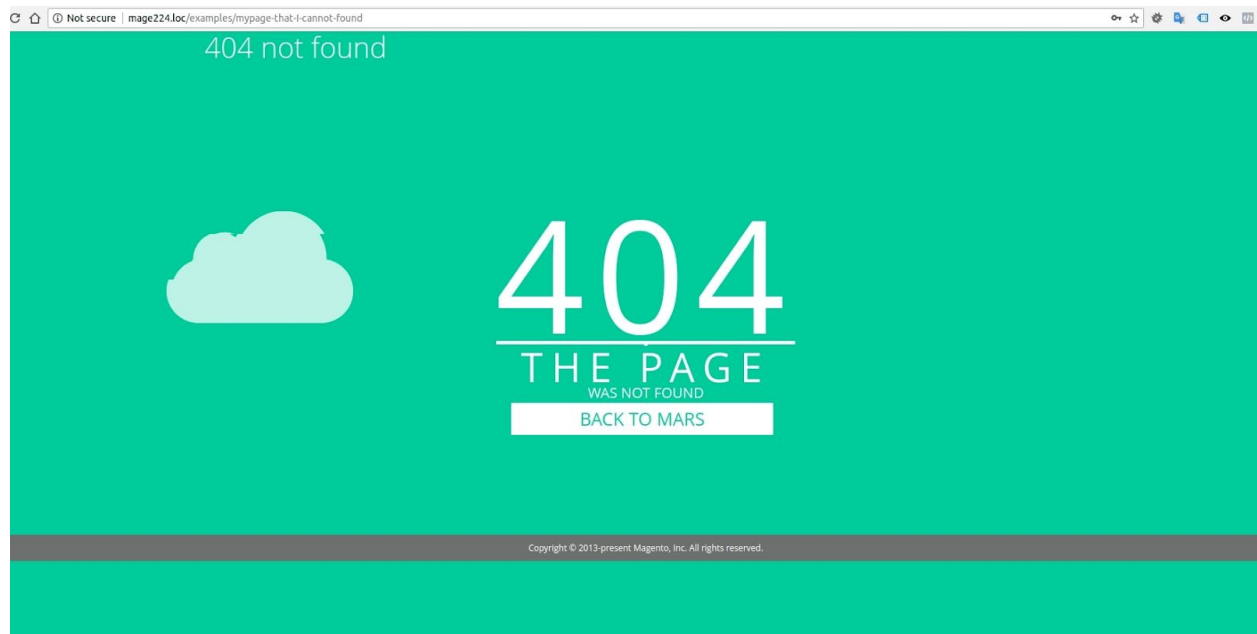 Not secure | mage224.loc/examples/mypage-that-I-cannot-found
404 not found
404
THE PAGE
WAS NOT FOUND
BACK TO MARS
Copyright © 2013-present Magento, Inc. All rights reserved.